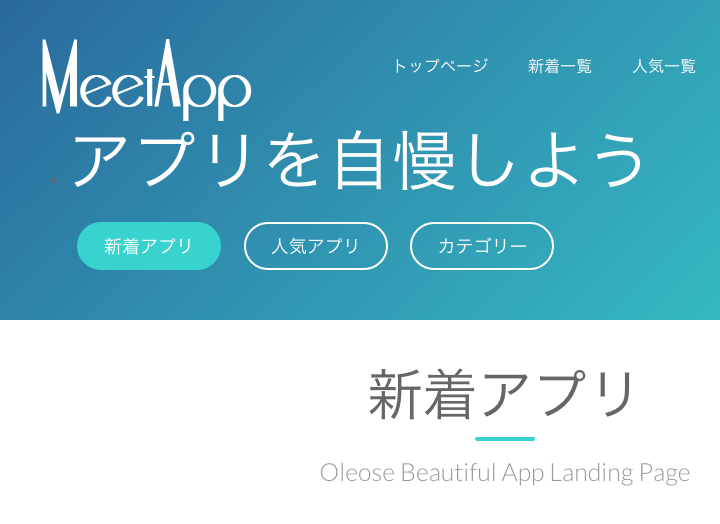 MeetApp
トップページ 新着一覧 人気一覧
アプリを自慢しよう
新着アプリ 人気アプリ カテゴリー
新着アプリ
Oleose Beautiful App Landing Page